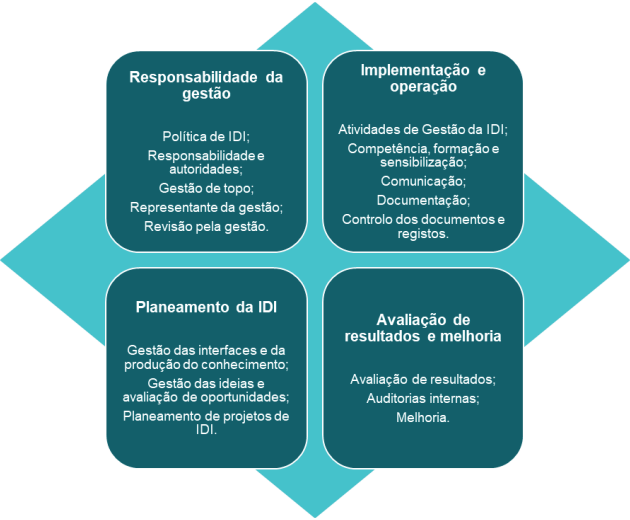 Responsabilidade da
gestão
Política de IDI;
Responsabilidade e
autoridades;
Gestão de topo;
Representante da gestão;
Revisão pela gestão.
Implementação e
operação
Atividades de Gestão da IDI;
Competência, formação e
sensibilização;
Comunicação;
Documentação;
Controlo dos documentos e
registos.
Planeamento da IDI
Gestão das interfaces e da
produção do conhecimento;
Gestão das ideias e
avaliação de oportunidades;
Planeamento de projetos de
IDI.
Avaliação de
resultados e melhoria
Avaliação de resultados;
Auditorias internas;
Melhoria.